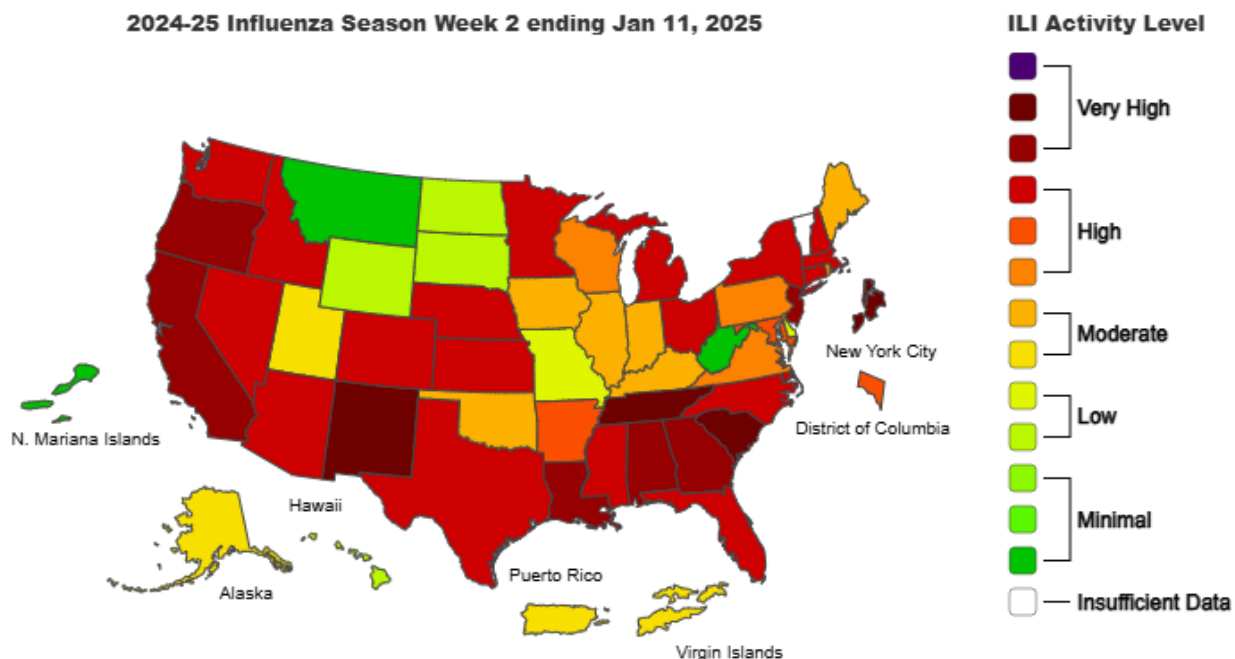 2024-25 Influenza Season Week 2 ending Jan 11, 2025
ILI Activity Level
Very High
High
Moderate
Low
Minimal
Insufficient Data
New York City
District of Columbia
N. Mariana Islands
Hawaii
Alaska
Puerto Rico
Virgin Islands